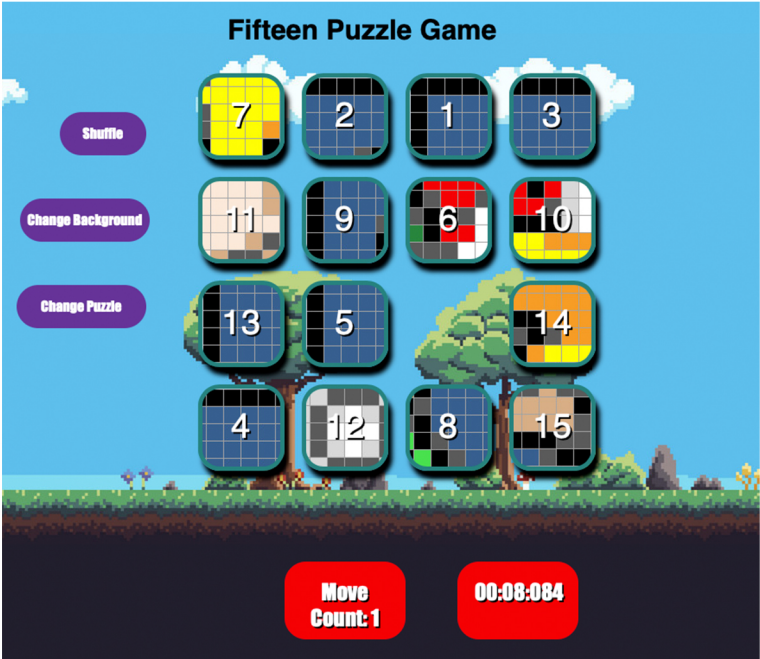 Fifteen Puzzle Game
7 2 1 3
Shuffle
11 9 6 10
Change Background
13 5 14
Change Puzzle
4 12 8 15
Move
Count: 1
00:08:084